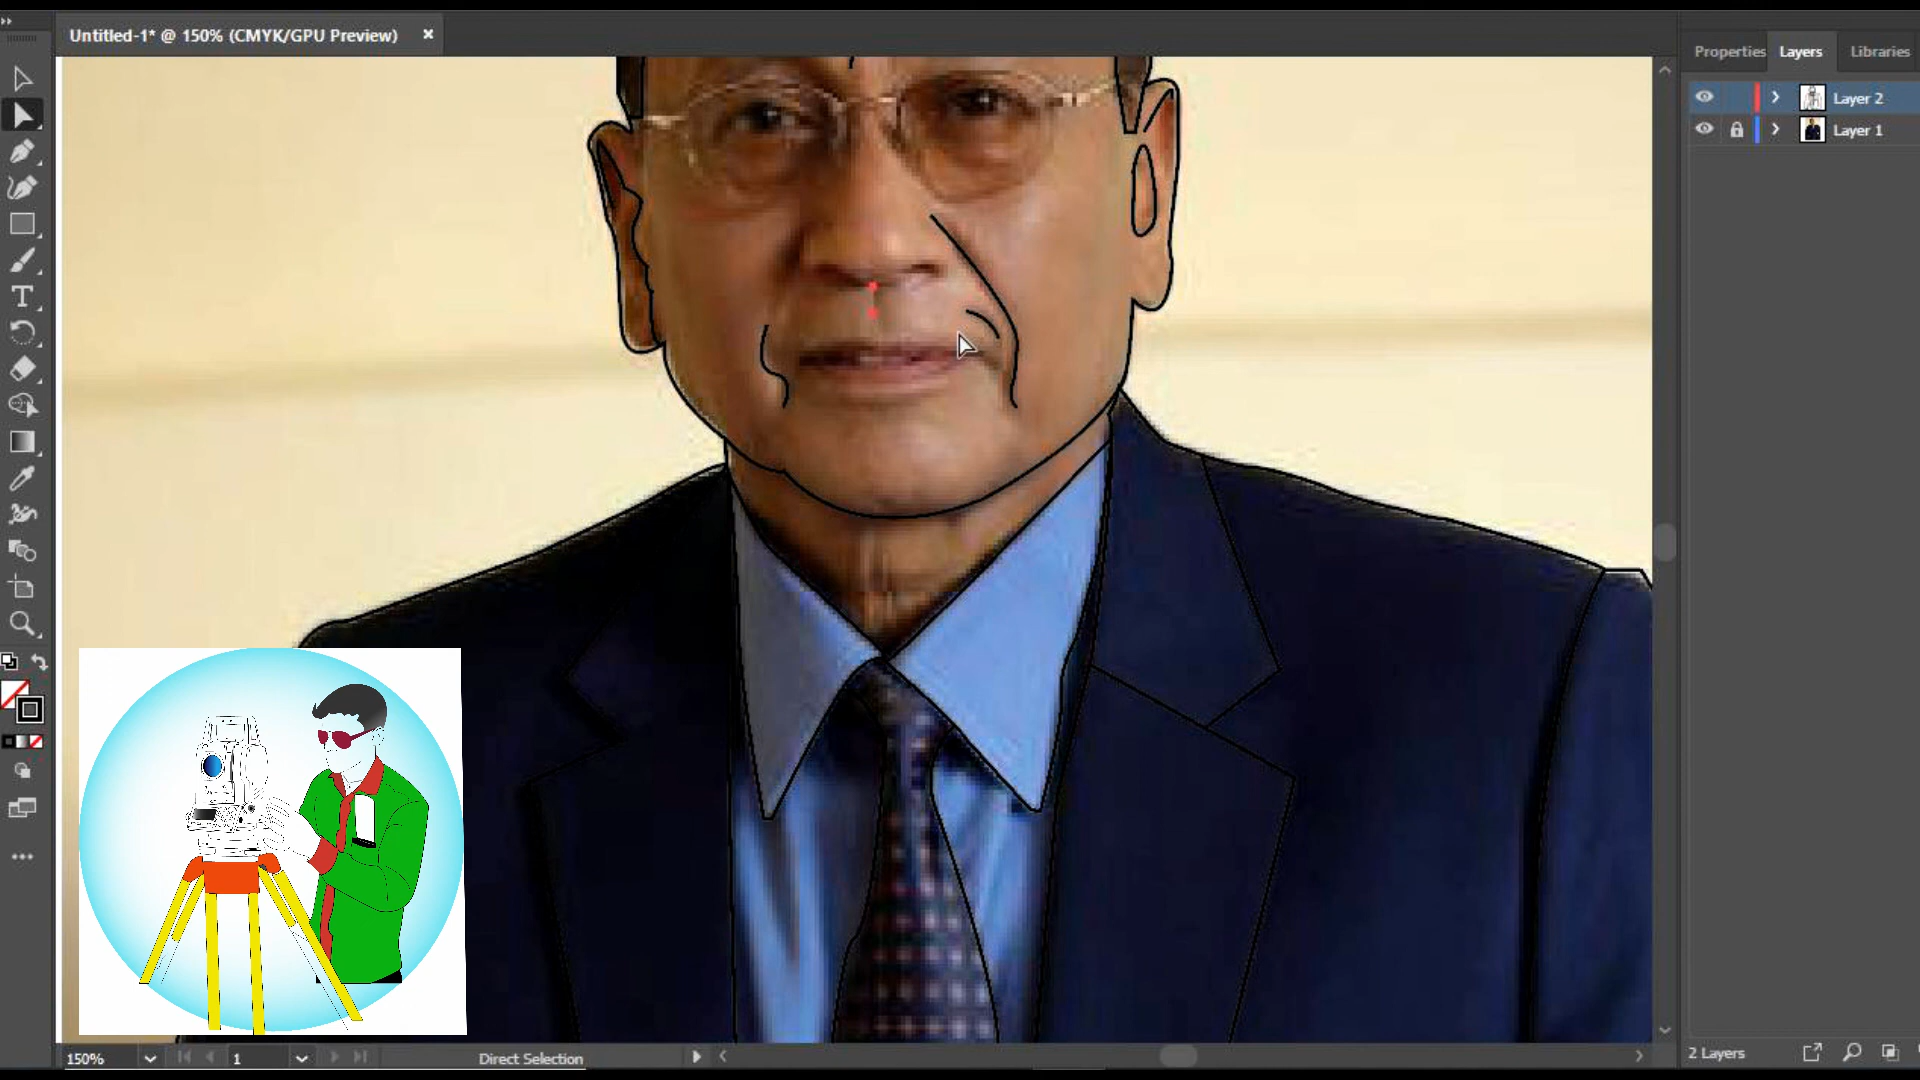 Untitled-1* @ 150% (CMYK/GPU Preview) ×
Properties Layers Libraries
Layer 2
Layer 1
150% 1 Direct Selection
2 Layers